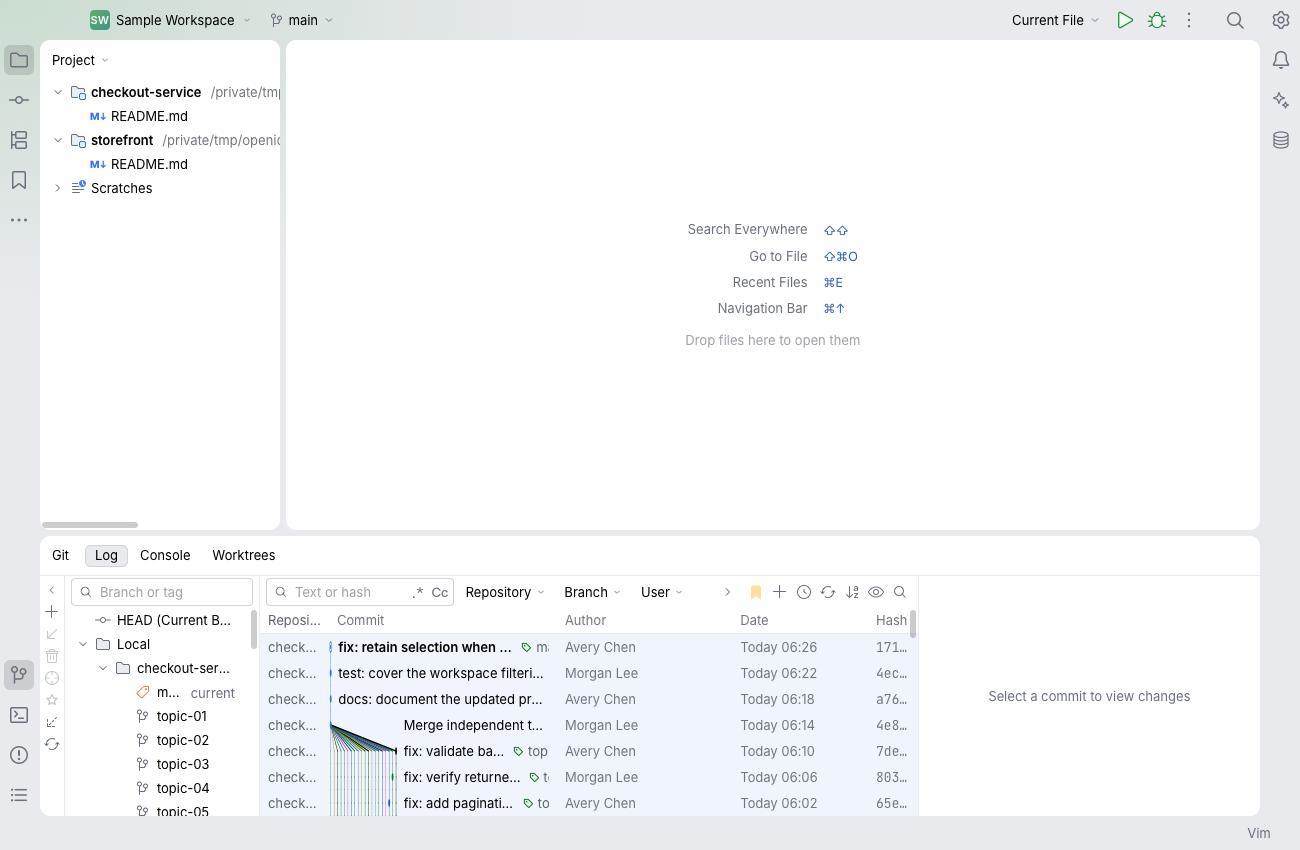 SW Sample Workspace main Current File
Project
checkout-service /private/tmp
M↓ README.md
storefront /private/tmp/openid
M↓ README.md
Scratches
Search Everywhere ⇧⇧
Go to File ⇧⌘O
Recent Files ⌘E
Navigation Bar ⌘↑
Drop files here to open them
Git Log Console Worktrees
Branch or tag
HEAD (Current B...
Local
checkout-ser...
m... current
topic-01
topic-02
topic-03
topic-04
topic-05
Text or hash .* Cc Repository Branch User
Reposi... Commit Author Date Hash
check... fix: retain selection when ... ma Avery Chen Today 06:26 171...
check... test: cover the workspace filteri... Morgan Lee Today 06:22 4ec...
check... docs: document the updated pr... Avery Chen Today 06:18 a76...
check... Merge independent t... Morgan Lee Today 06:14 4e8...
check... fix: validate ba... top Avery Chen Today 06:10 7de...
check... fix: verify returne... t Morgan Lee Today 06:06 803...
check... fix: add paginati... to Avery Chen Today 06:02 65e...
Select a commit to view changes
Vim